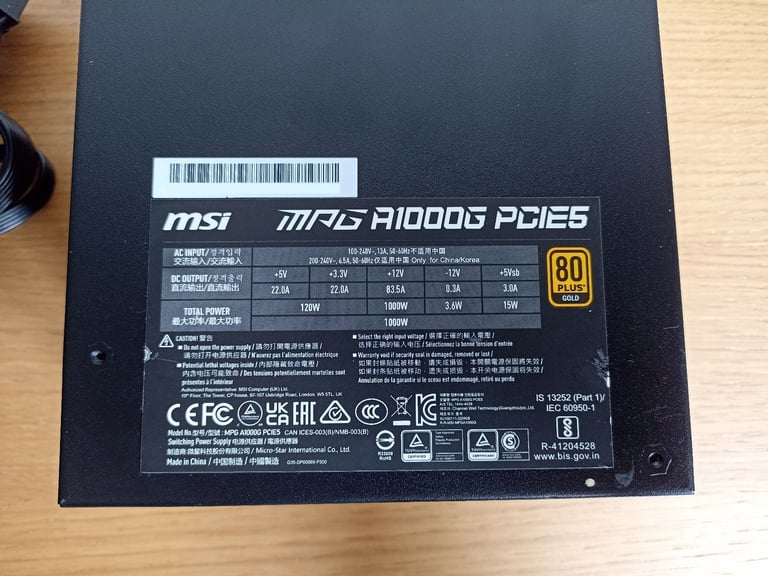 msi MPG A1000G PCIE5
AC INPUT/정격입력
交流输入/交流輸入
100-240V~, 13A, 50-60Hz不适用中国
200-240V~, 6.5A, 50-60Hz仅适用中国 Only for China/Korea
DC OUTPUT/정격출력
直流输出/直流輸出
+5V +3.3V +12V -12V +5Vsb
22.0A 22.0A 83.5A 0.3A 3.0A
TOTAL POWER
最大功率/最大功率
120W 1000W 3.6W 15W
1000W
80 PLUS
GOLD
CAUTION! 警告
Do not open the power supply / 請勿打開電源供應器 /
请勿打开电源供应器 / N'ouvrez pas l'alimentation électrique
Potential lethal voltages inside / 內部隱藏致命電壓 /
内含电压可能致命 / Des tensions potentiellement mortelles sont
présentes à l'intérieur
Select the right input voltage / 選擇正確的輸入電壓 /
选择正确的输入电压 / Sélectionnez la bonne tension d'entrée
Warranty void if security seal is damaged, removed or lost /
如果封條貼紙被移動，遺失或損毀，本開關電源保固將失效 /
如果封条贴纸被移动，遗失或损毁，本开关电源保固将失效 /
Annulation de la garantie si scellement est endommagé, retiré ou perdu
Authorized Representative: MSI Computer (UK) Ltd.
10th Floor, The Tower, CP house, 97-107 Uxbridge Road, London, W5 5TL, UK
CE FC UK CA EAC CCC
IS 13252 (Part 1)/
IEC 60950-1
R-41204528
www.bis.gov.in
Model No./型号/型號: MPG A1000G PCIE5 CAN ICES-003(B)/NMB-003(B)
Switching Power Supply 电源供应器 / 電源供應器
制造商: 微星科技股份有限公司 / Micro-Star International Co., Ltd.
Made in China / 中国制造 / 中國製造
R33038
RoHS